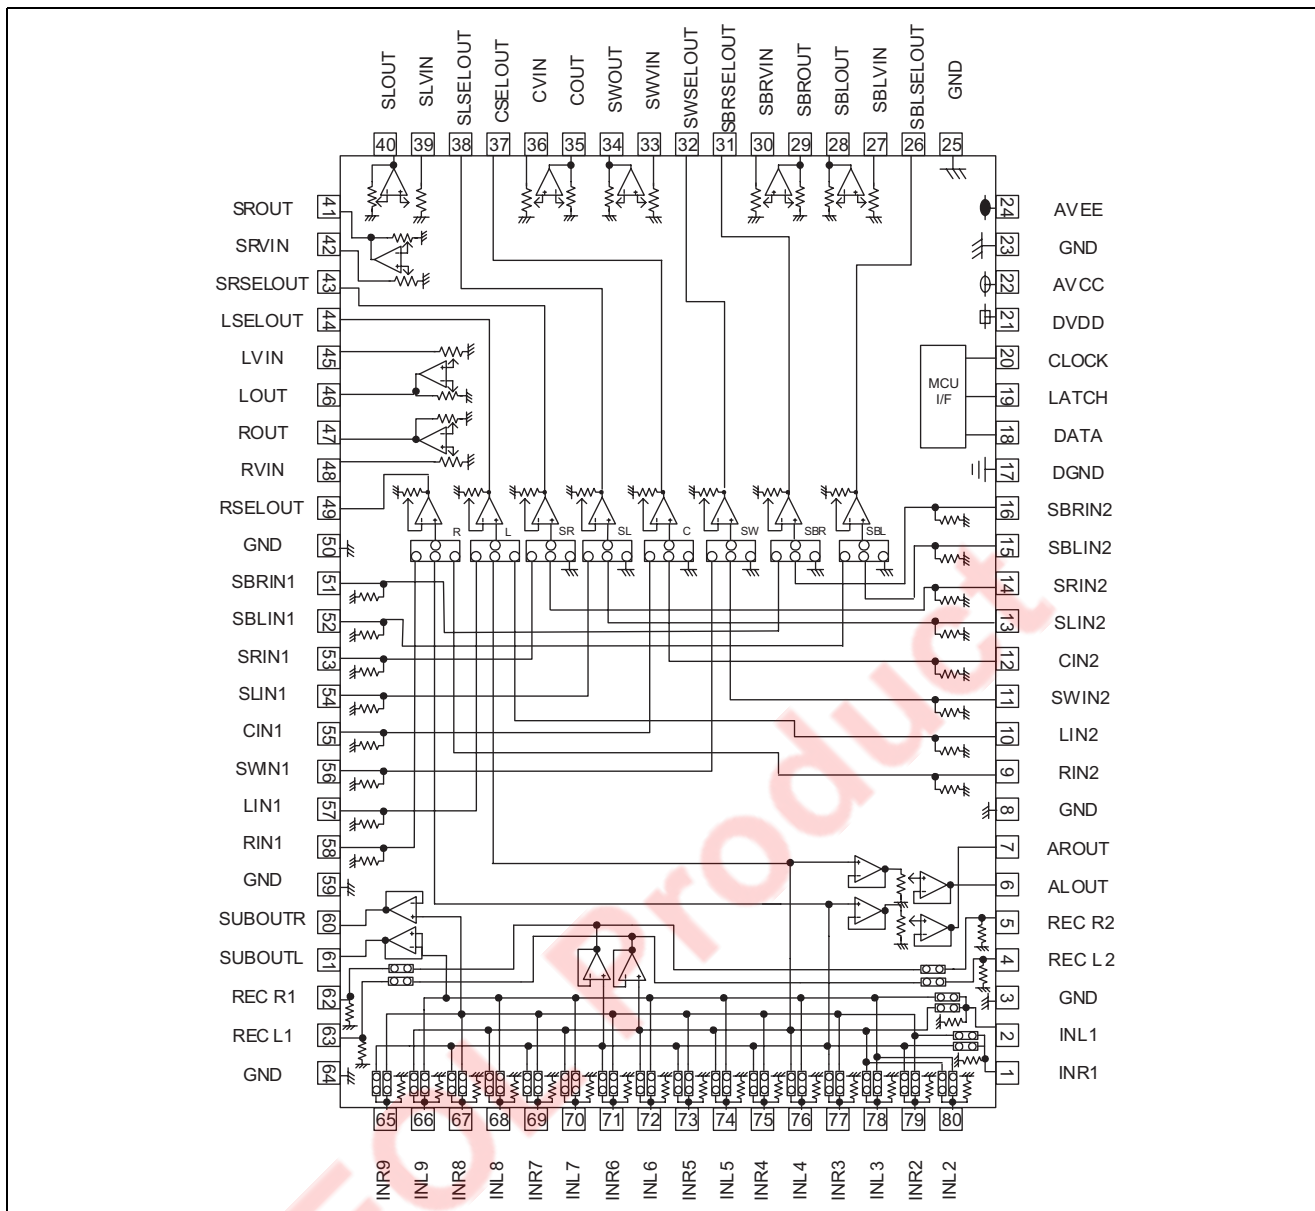 SLOUT
SLVIN
SLSELOUT
CSELOUT
CVIN
COUT
SWOUT
SWVIN
SWSELOUT
SBRSELOUT
SBRVIN
SBROUT
SBLOUT
SBLVIN
SBLSELOUT
GND
40 39 38 37 36 35 34 33 32 31 30 29 28 27 26 25
SROUT 41
SRVIN 42
SRSELOUT 43
LSELOUT 44
LVIN 45
LOUT 46
ROUT 47
RVIN 48
RSELOUT 49
GND 50
SBRIN1 51
SBLIN1 52
SRIN1 53
SLIN1 54
CIN1 55
SWIN1 56
LIN1 57
RIN1 58
GND 59
SUBOUTR 60
SUBOUTL 61
REC R1 62
REC L1 63
GND 64
R L SR SL C SW SBR SBL
MCU
I/F
24 AVEE
23 GND
22 AVCC
21 DVDD
20 CLOCK
19 LATCH
18 DATA
17 DGND
16 SBRIN2
15 SBLIN2
14 SRIN2
13 SLIN2
12 CIN2
11 SWIN2
10 LIN2
9 RIN2
8 GND
7 AROUT
6 ALOUT
5 REC R2
4 REC L2
3 GND
2 INL1
1 INR1
65 66 67 68 69 70 71 72 73 74 75 76 77 78 79 80
INR9
INL9
INR8
INL8
INR7
INL7
INR6
INL6
INR5
INL5
INR4
INL4
INR3
INL3
INR2
INL2
EOL Product